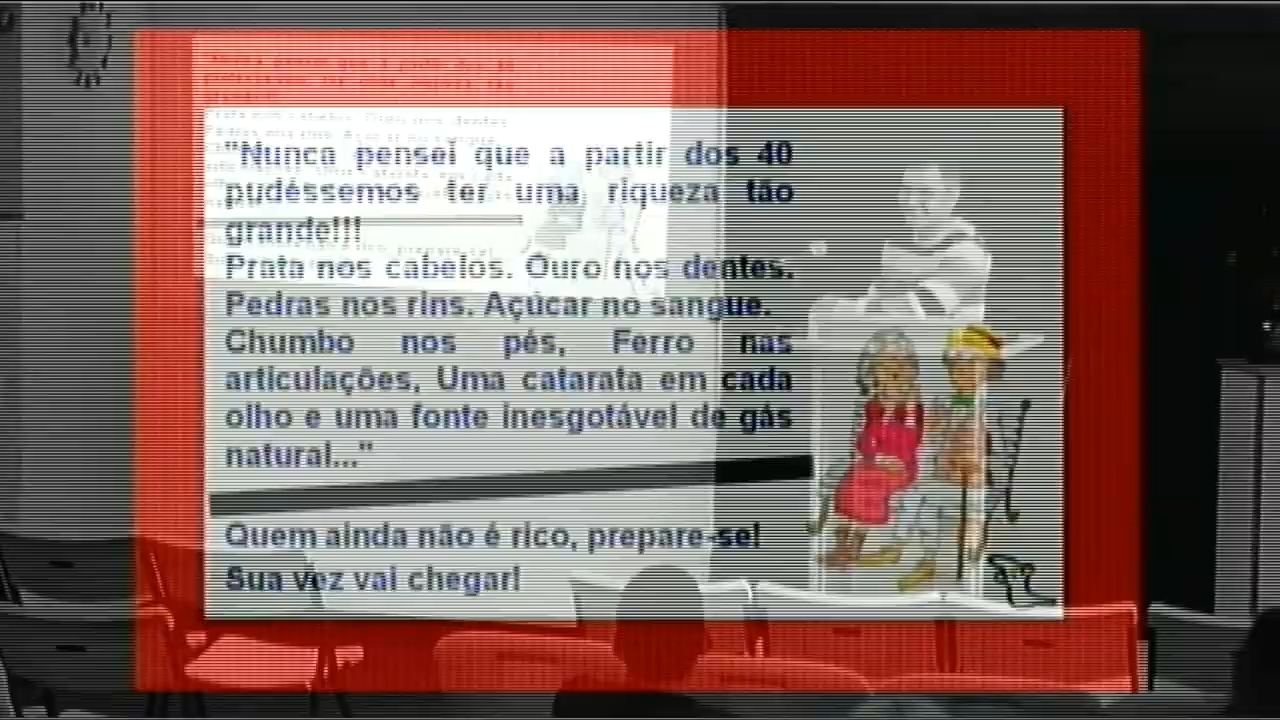 "Nunca pensei que a partir dos 40
pudéssemos ter uma riqueza tão
grande!!!
Prata nos cabelos. Ouro nos dentes.
Pedras nos rins. Açúcar no sangue.
Chumbo nos pés, Ferro nas
articulações, Uma catarata em cada
olho e uma fonte inesgotável de gás
natural..."
Quem ainda não é rico, prepare-se!
Sua vez vai chegar!